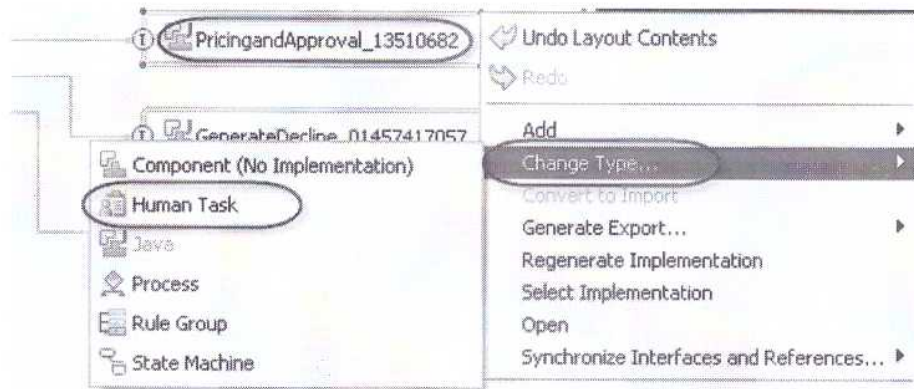 PricingandApproval_13510682
GenerateDecline_01457417057
Undo Layout Contents
Redo
Add
Change Type...
Convert to Import
Generate Export...
Regenerate Implementation
Select Implementation
Open
Synchronize Interfaces and References...
Component (No Implementation)
Human Task
Java
Process
Rule Group
State Machine